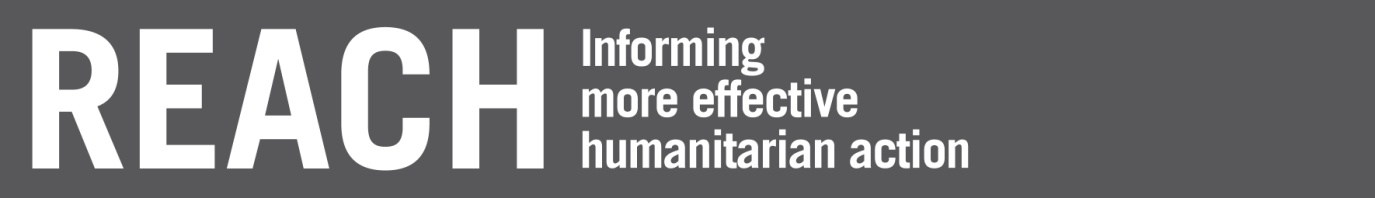 REACH
Informing
more effective
humanitarian action